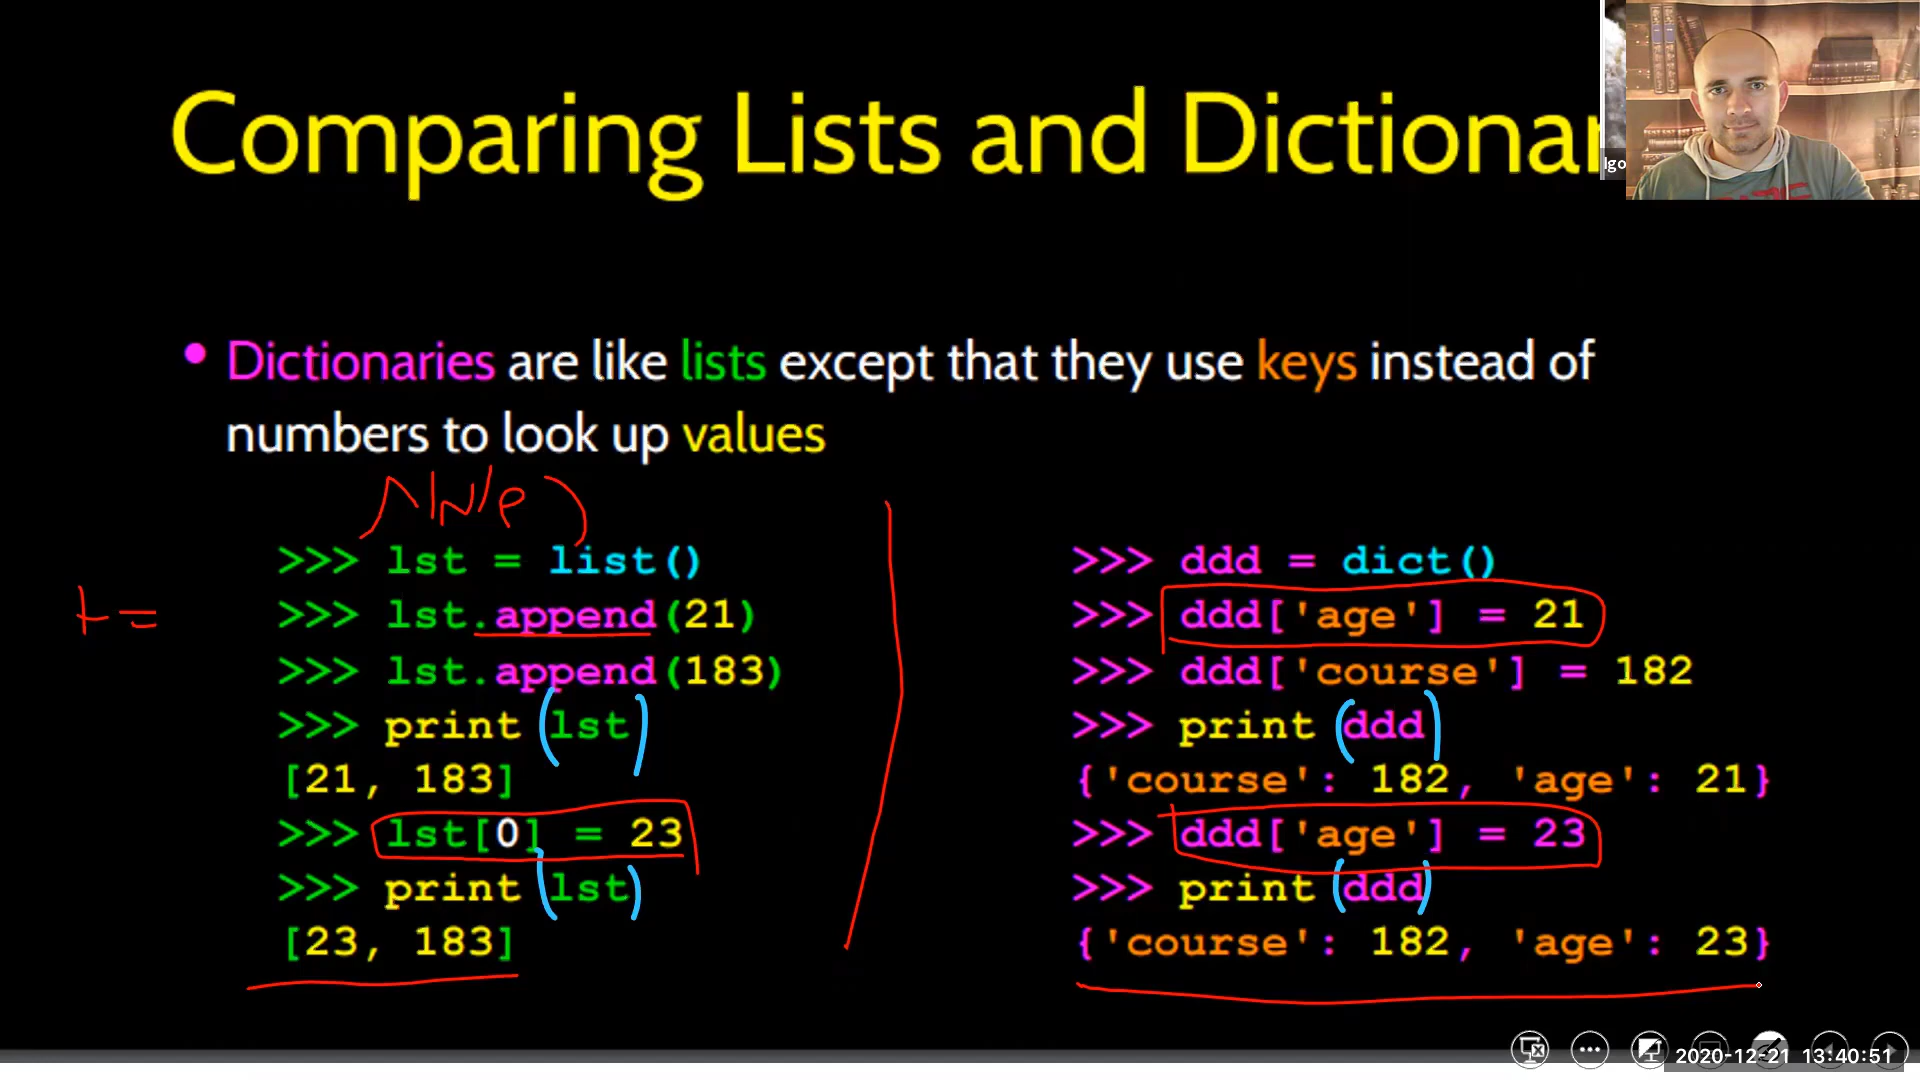 Comparing Lists and Dictionar
Igo
• Dictionaries are like lists except that they use keys instead of
numbers to look up values
>>> lst = list()
>>> lst.append(21)
>>> lst.append(183)
>>> print (lst)
[21, 183]
>>> lst[0] = 23
>>> print (lst)
[23, 183]
+=
>>> ddd = dict()
>>> ddd['age'] = 21
>>> ddd['course'] = 182
>>> print (ddd)
{'course': 182, 'age': 21}
>>> ddd['age'] = 23
>>> print (ddd)
{'course': 182, 'age': 23}
2020-12-21 13:40:51